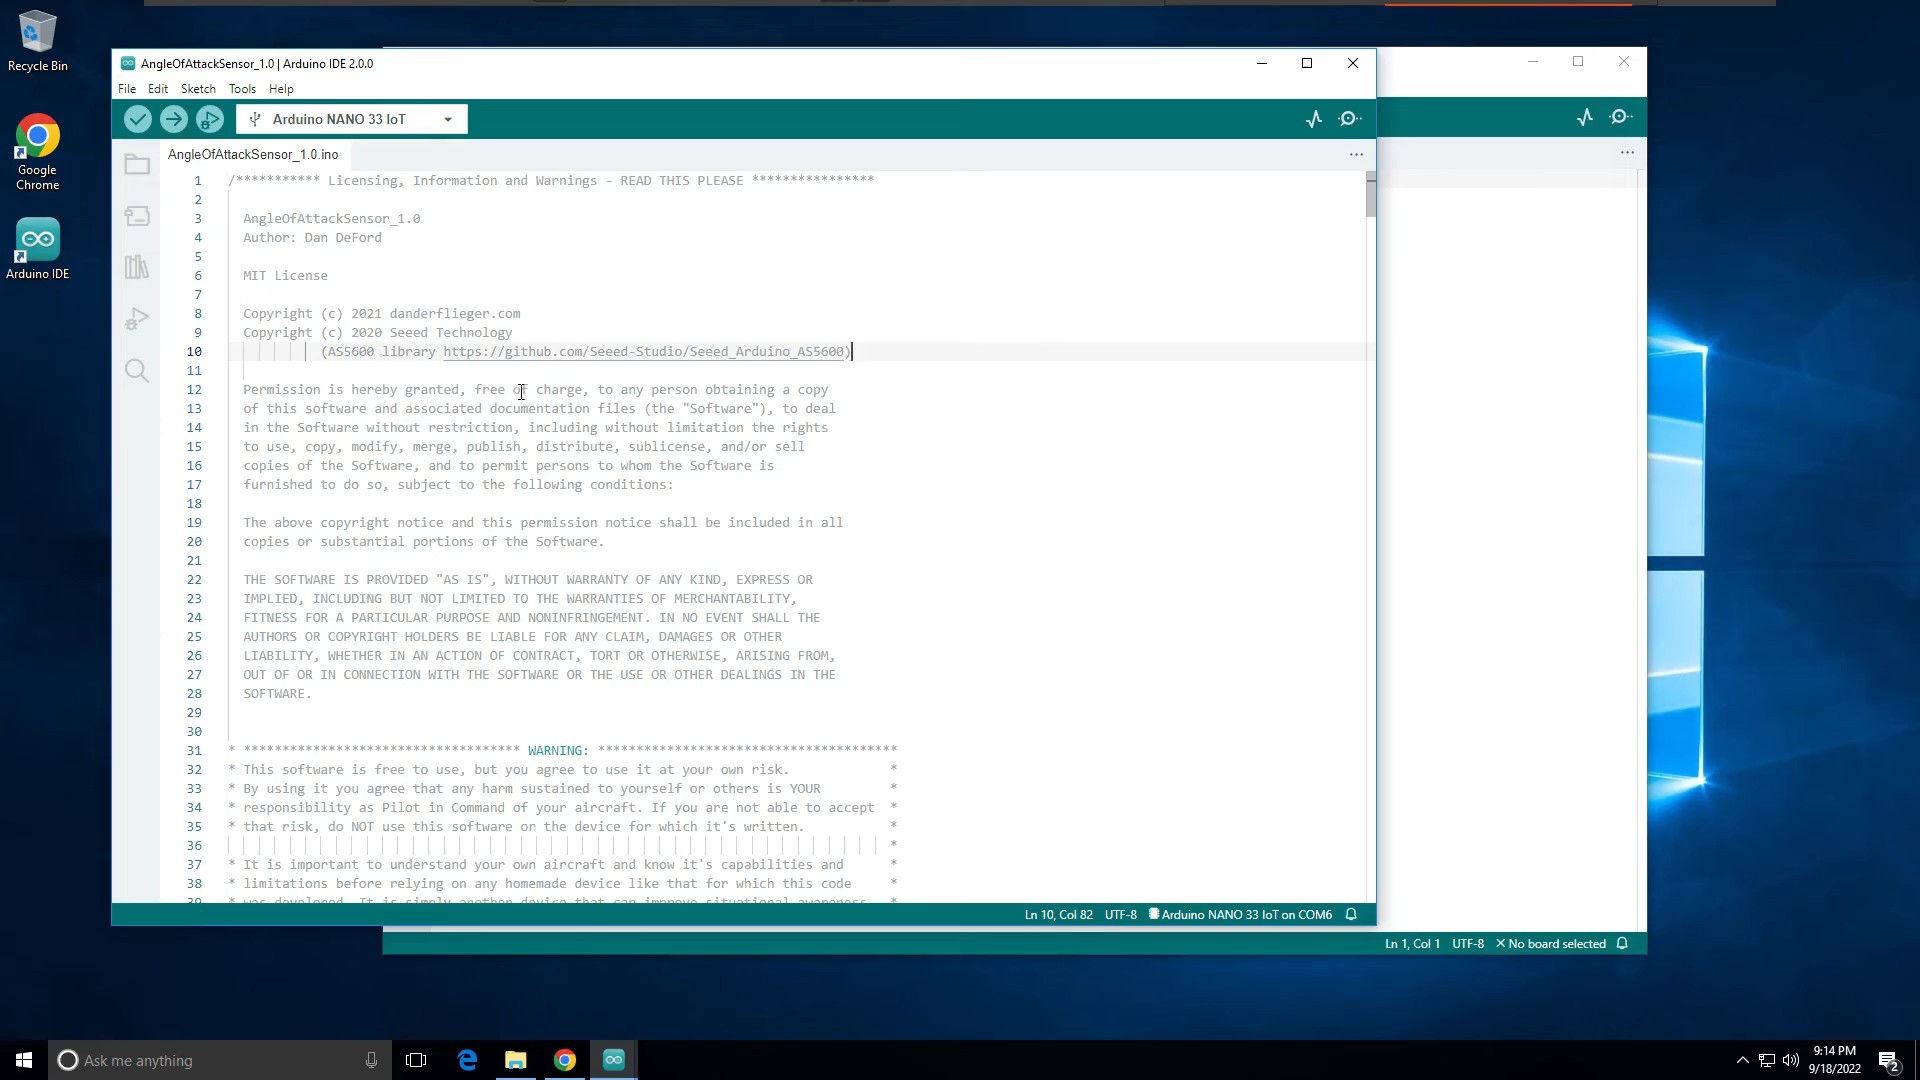 Recycle Bin
Google
Chrome
Arduino IDE
AngleOfAttackSensor_1.0 | Arduino IDE 2.0.0
File Edit Sketch Tools Help
Arduino NANO 33 IoT
AngleOfAttackSensor_1.0.ino
1 /*********** Licensing, Information and Warnings - READ THIS PLEASE ****************
2
3 AngleOfAttackSensor_1.0
4 Author: Dan DeFord
5
6 MIT License
7
8 Copyright (c) 2021 danderflieger.com
9 Copyright (c) 2020 Seeed Technology
10 (AS5600 library https://github.com/Seeed-Studio/Seeed_Arduino_AS5600)
11
12 Permission is hereby granted, free of charge, to any person obtaining a copy
13 of this software and associated documentation files (the "Software"), to deal
14 in the Software without restriction, including without limitation the rights
15 to use, copy, modify, merge, publish, distribute, sublicense, and/or sell
16 copies of the Software, and to permit persons to whom the Software is
17 furnished to do so, subject to the following conditions:
18
19 The above copyright notice and this permission notice shall be included in all
20 copies or substantial portions of the Software.
21
22 THE SOFTWARE IS PROVIDED "AS IS", WITHOUT WARRANTY OF ANY KIND, EXPRESS OR
23 IMPLIED, INCLUDING BUT NOT LIMITED TO THE WARRANTIES OF MERCHANTABILITY,
24 FITNESS FOR A PARTICULAR PURPOSE AND NONINFRINGEMENT. IN NO EVENT SHALL THE
25 AUTHORS OR COPYRIGHT HOLDERS BE LIABLE FOR ANY CLAIM, DAMAGES OR OTHER
26 LIABILITY, WHETHER IN AN ACTION OF CONTRACT, TORT OR OTHERWISE, ARISING FROM,
27 OUT OF OR IN CONNECTION WITH THE SOFTWARE OR THE USE OR OTHER DEALINGS IN THE
28 SOFTWARE.
29
30
31 * ************************************ WARNING: ***************************************
32 * This software is free to use, but you agree to use it at your own risk. *
33 * By using it you agree that any harm sustained to yourself or others is YOUR *
34 * responsibility as Pilot in Command of your aircraft. If you are not able to accept *
35 * that risk, do NOT use this software or the device for which it's written. *
36 *
37 * It is important to understand your own aircraft and know it's capabilities and *
38 * limitations before relying on any homemade device like that for which this code *
39 * was developed. It is simply another device that can improve situational awareness *
Ln 10, Col 82 UTF-8 Arduino NANO 33 IoT on COM6
Ln 1, Col 1 UTF-8 No board selected
Ask me anything
9:14 PM
9/18/2022
2